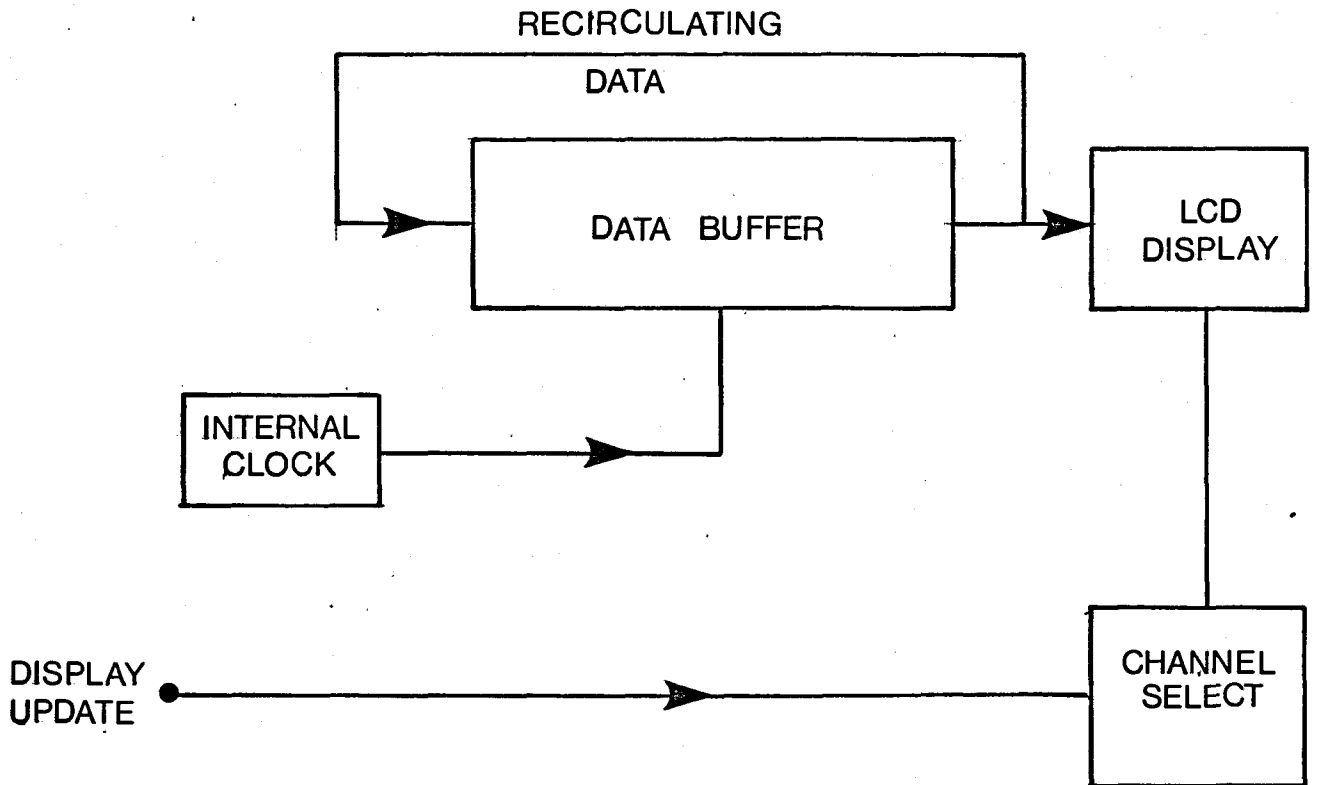 RECIRCULATING
DATA
DATA BUFFER
LCD
DISPLAY
INTERNAL
CLOCK
DISPLAY
UPDATE
CHANNEL
SELECT